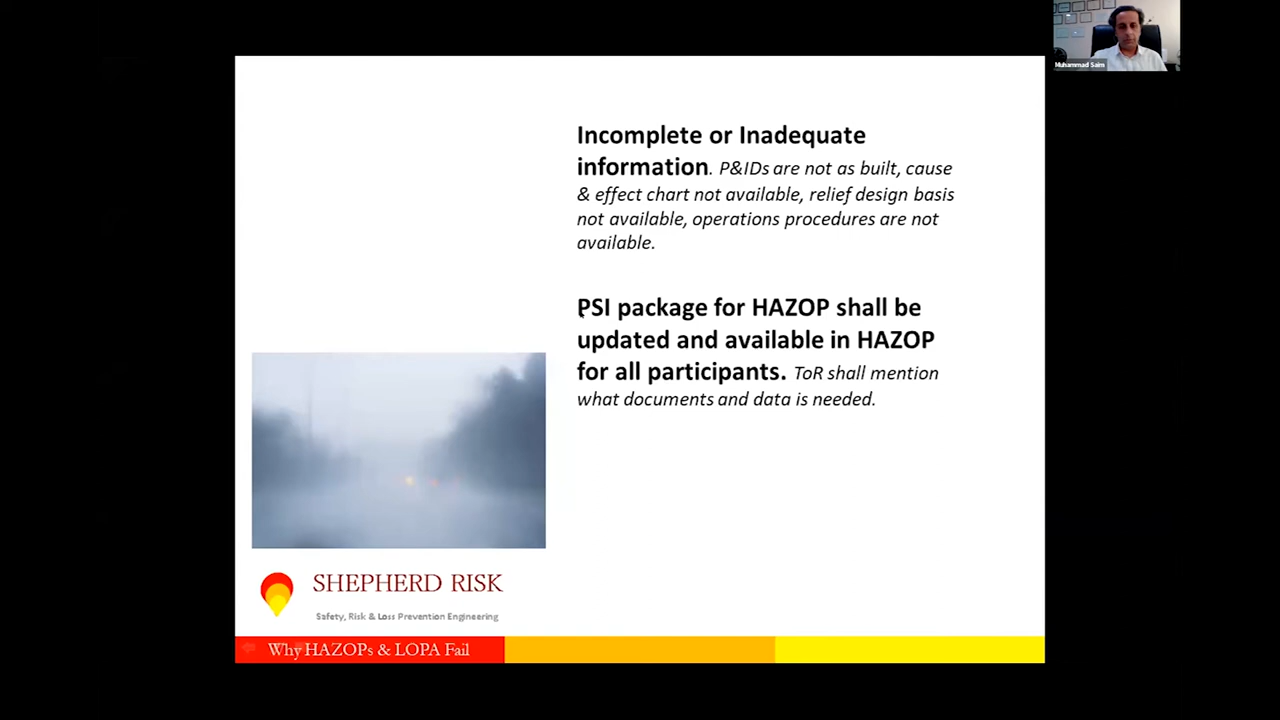 Muhammad Saim
Incomplete or Inadequate
information. P&IDs are not as built, cause
& effect chart not available, relief design basis
not available, operations procedures are not
available.
PSI package for HAZOP shall be
updated and available in HAZOP
for all participants. ToR shall mention
what documents and data is needed.
SHEPHERD RISK
Safety, Risk & Loss Prevention Engineering
Why HAZOPs & LOPA Fail